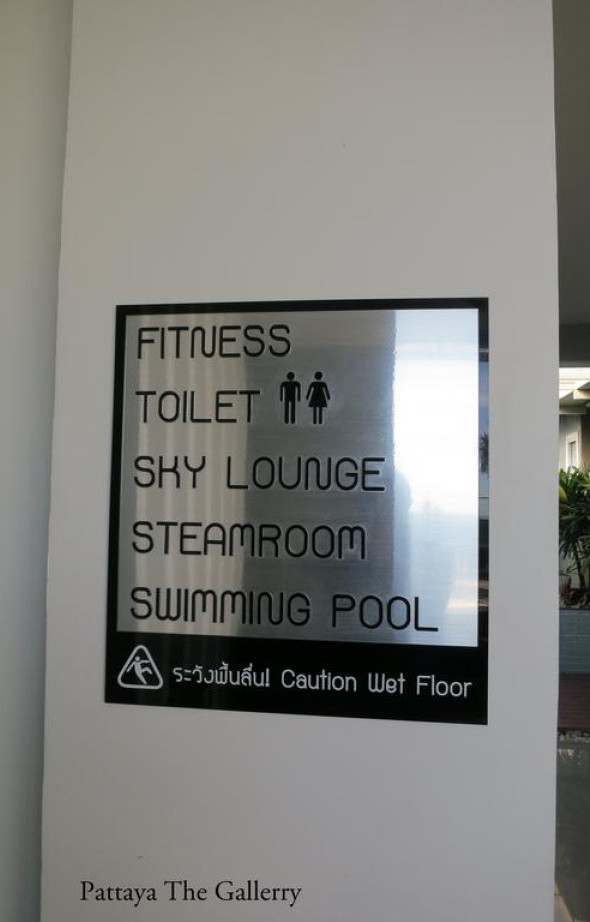 FITNESS
TOILET
SKY LOUNGE
STEAMROOM
SWIMMING POOL
ระวังพื้นลื่น! Caution Wet Floor
Pattaya The Gallerry